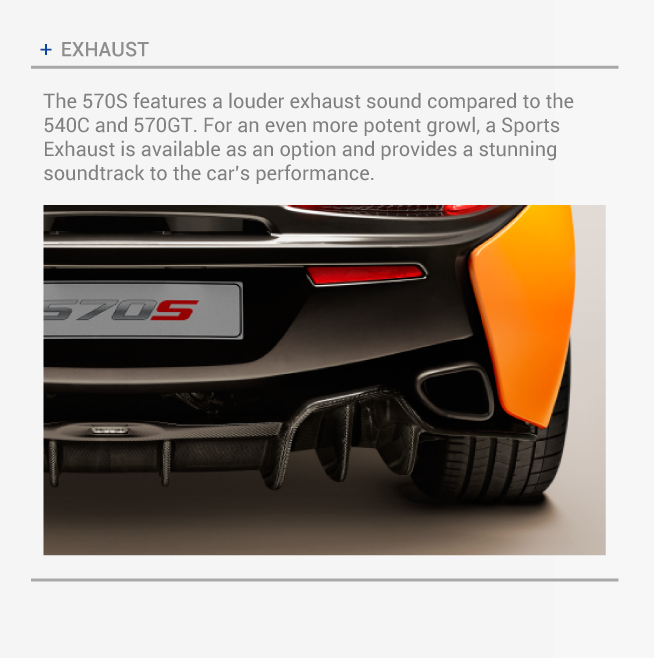 + EXHAUST
The 570S features a louder exhaust sound compared to the
540C and 570GT. For an even more potent growl, a Sports
Exhaust is available as an option and provides a stunning
soundtrack to the car's performance.
570S